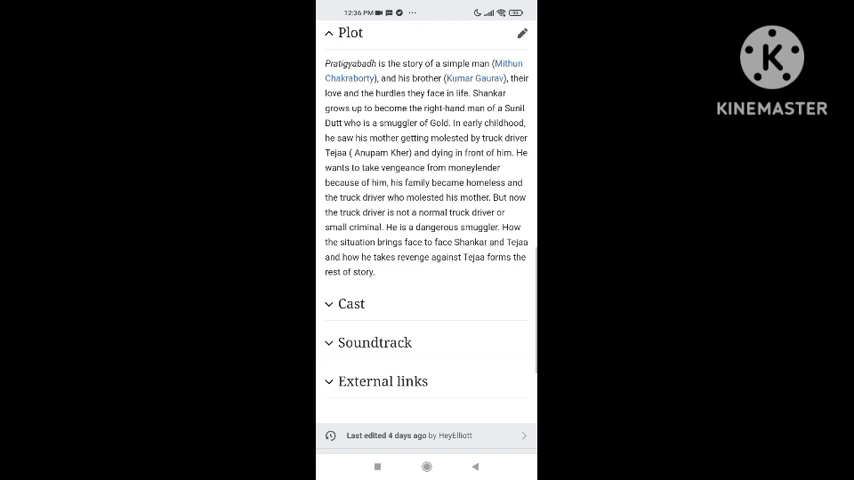 12:36 PM
Plot
Pratigyabadh is the story of a simple man (Mithun
Chakraborty), and his brother (Kumar Gaurav), their
love and the hurdles they face in life. Shankar
grows up to become the right-hand man of a Sunil
Dutt who is a smuggler of Gold. In early childhood,
he saw his mother getting molested by truck driver
Tejaa ( Anupam Kher) and dying in front of him. He
wants to take vengeance from moneylender
because of him, his family became homeless and
the truck driver who molested his mother. But now
the truck driver is not a normal truck driver or
small criminal. He is a dangerous smuggler. How
the situation brings face to face Shankar and Tejaa
and how he takes revenge against Tejaa forms the
rest of story.
Cast
Soundtrack
External links
Last edited 4 days ago by HeyElliott
K
KINEMASTER